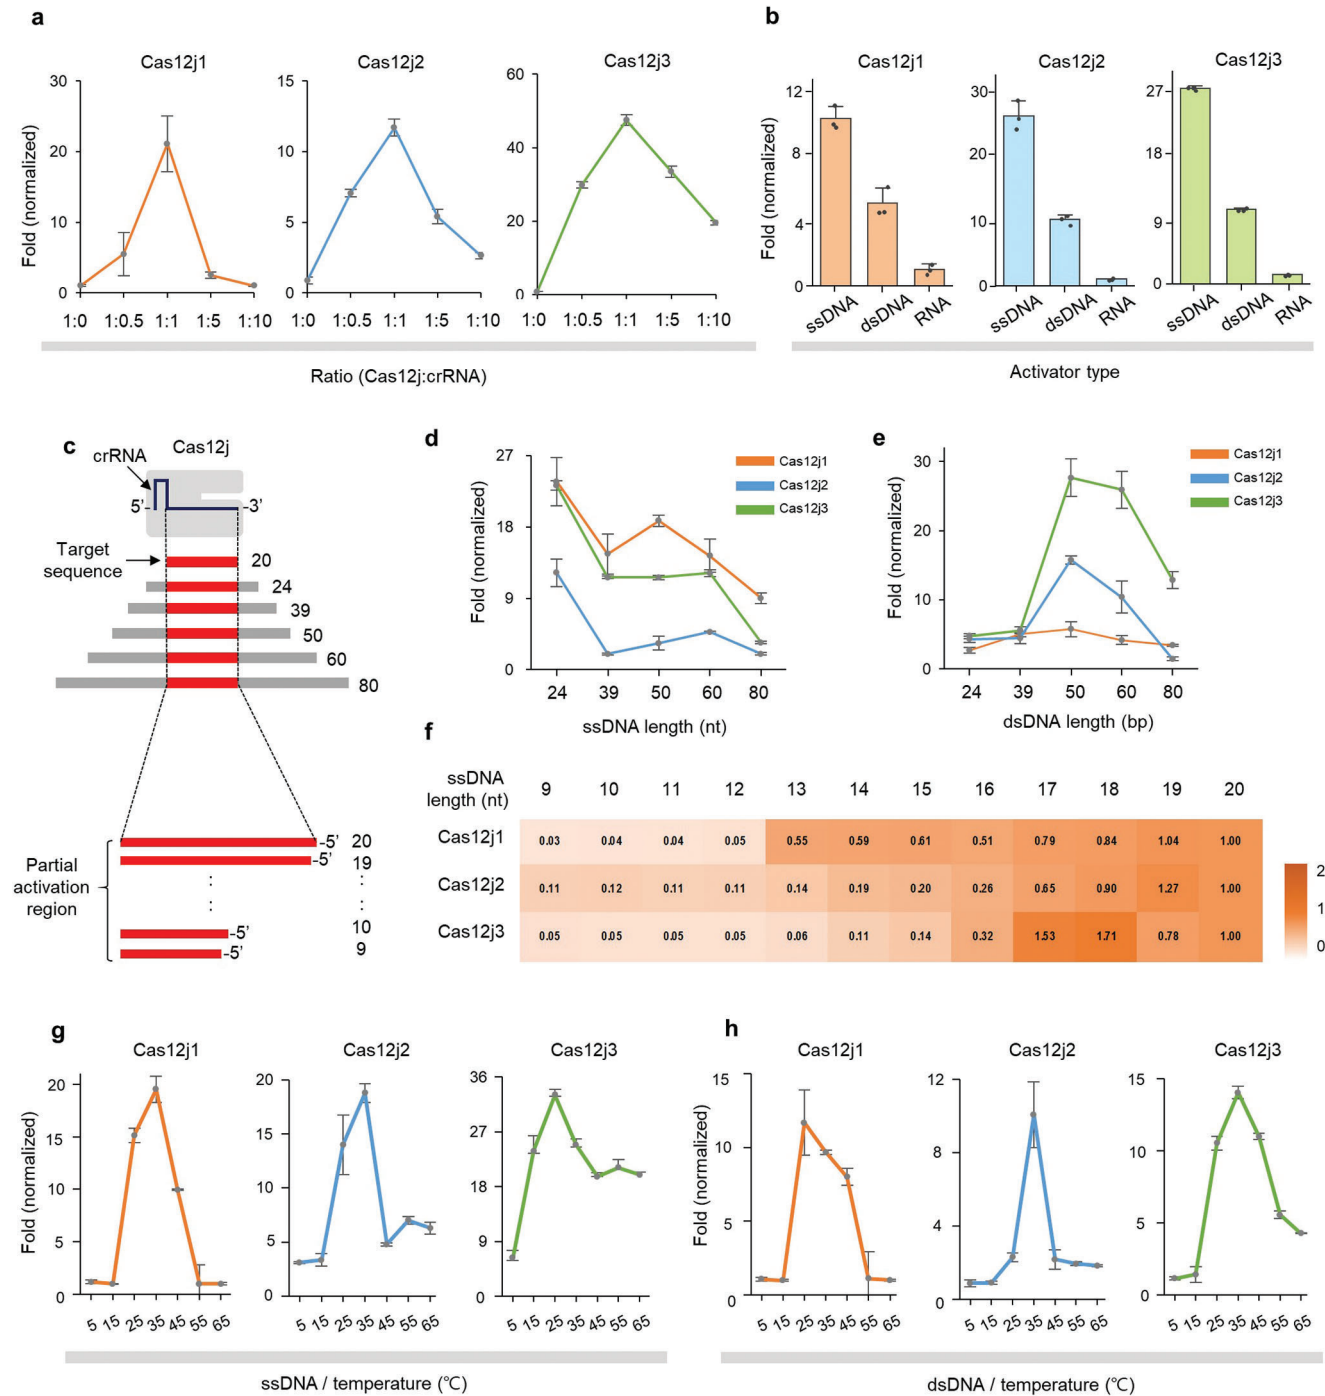 a
Cas12j1
Cas12j2
Cas12j3
Fold (normalized)
30
20
10
0
1:0 1:0.5 1:1 1:5 1:10
15
10
5
0
1:0 1:0.5 1:1 1:5 1:10
60
40
20
0
1:0 1:0.5 1:1 1:5 1:10
Ratio (Cas12j:crRNA)
b
Cas12j1
Cas12j2
Cas12j3
Fold (normalized)
12
8
4
0
ssDNA dsDNA RNA
30
20
10
0
ssDNA dsDNA RNA
27
18
9
0
ssDNA dsDNA RNA
Activator type
c
Cas12j
crRNA
5’
-3’
Target
sequence
20
24
39
50
60
80
Partial
activation
region
-5’ 20
-5’ 19
:
:
:
:
-5’ 10
-5’ 9
d
Cas12j1
Cas12j2
Cas12j3
Fold (normalized)
27
18
9
0
24 39 50 60 80
ssDNA length (nt)
e
Cas12j1
Cas12j2
Cas12j3
Fold (normalized)
30
20
10
0
24 39 50 60 80
dsDNA length (bp)
f
ssDNA
length (nt) 9 10 11 12 13 14 15 16 17 18 19 20
Cas12j1 0.03 0.04 0.04 0.05 0.55 0.59 0.61 0.51 0.79 0.84 1.04 1.00
Cas12j2 0.11 0.12 0.11 0.11 0.14 0.19 0.20 0.26 0.65 0.90 1.27 1.00
Cas12j3 0.05 0.05 0.05 0.05 0.06 0.11 0.14 0.32 1.53 1.71 0.78 1.00
2
1
0
g
Cas12j1
Cas12j2
Cas12j3
Fold (normalized)
20
15
10
5
0
5 15 25 35 45 55 65
20
15
10
5
0
5 15 25 35 45 55 65
36
27
18
9
0
5 15 25 35 45 55 65
ssDNA / temperature (℃)
h
Cas12j1
Cas12j2
Cas12j3
Fold (normalized)
15
10
5
0
5 15 25 35 45 55 65
12
8
4
0
5 15 25 35 45 55 65
15
10
5
0
5 15 25 35 45 55 65
dsDNA / temperature (℃)